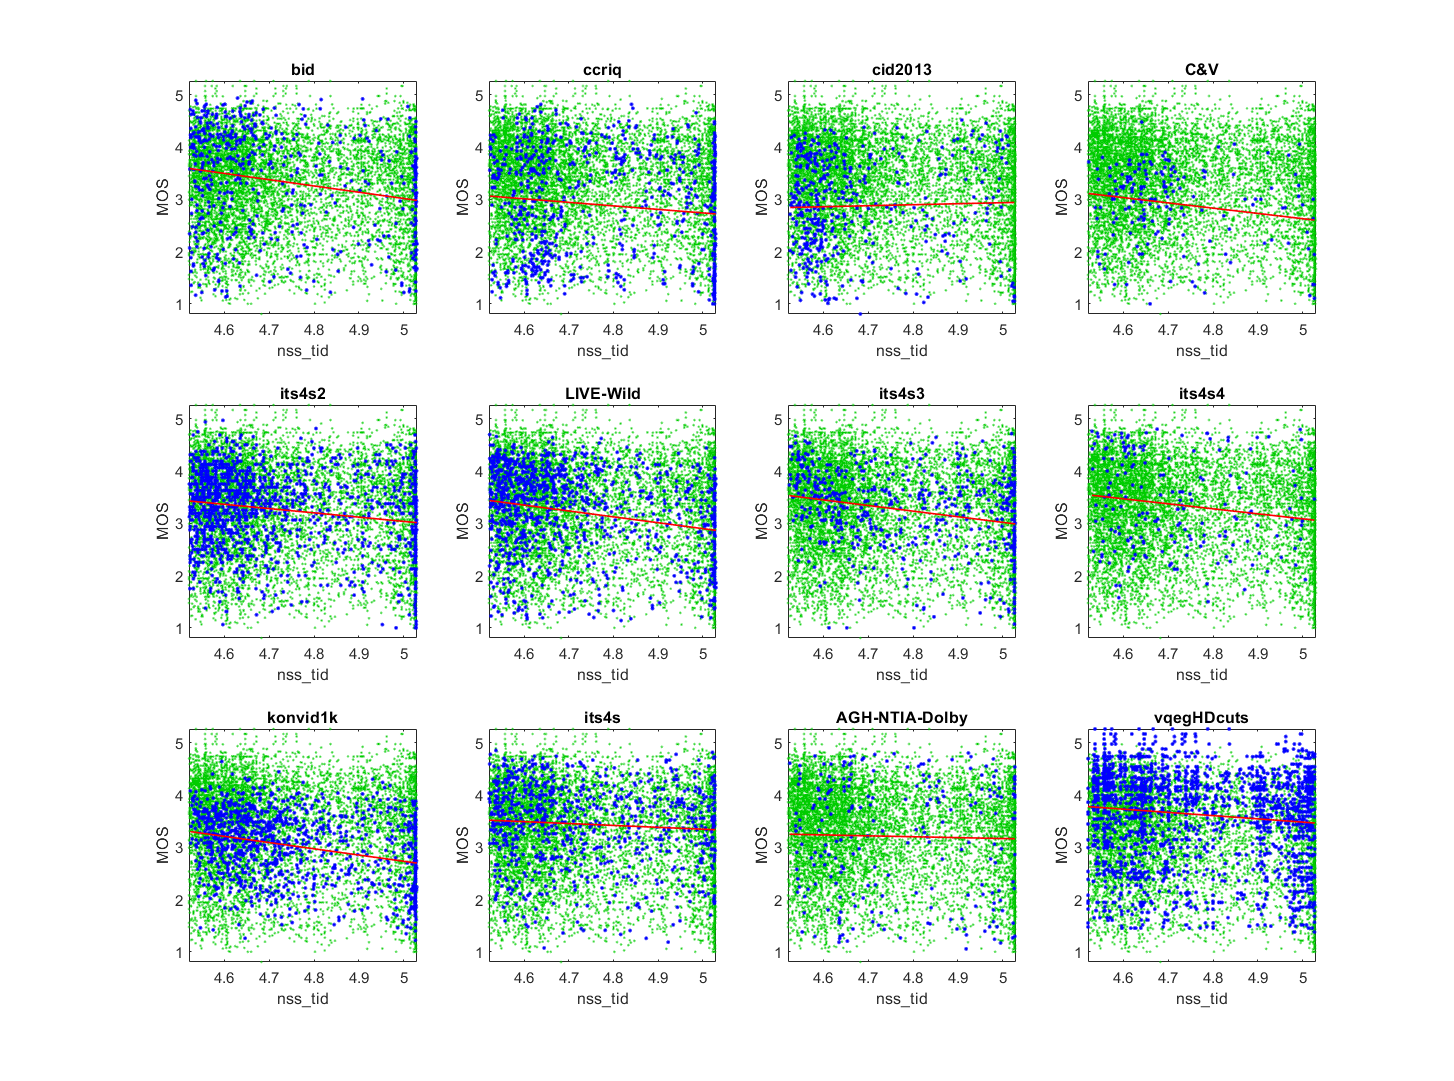 bid
ccriq
cid2013
C&V
5
4
3
2
1
MOS
4.6 4.7 4.8 4.9 5
nss_tid
5
4
3
2
1
MOS
4.6 4.7 4.8 4.9 5
nss_tid
5
4
3
2
1
MOS
4.6 4.7 4.8 4.9 5
nss_tid
5
4
3
2
1
MOS
4.6 4.7 4.8 4.9 5
nss_tid
its4s2
LIVE-Wild
its4s3
its4s4
5
4
3
2
1
MOS
4.6 4.7 4.8 4.9 5
nss_tid
5
4
3
2
1
MOS
4.6 4.7 4.8 4.9 5
nss_tid
5
4
3
2
1
MOS
4.6 4.7 4.8 4.9 5
nss_tid
5
4
3
2
1
MOS
4.6 4.7 4.8 4.9 5
nss_tid
konvid1k
its4s
AGH-NTIA-Dolby
vqegHDcuts
5
4
3
2
1
MOS
4.6 4.7 4.8 4.9 5
nss_tid
5
4
3
2
1
MOS
4.6 4.7 4.8 4.9 5
nss_tid
5
4
3
2
1
MOS
4.6 4.7 4.8 4.9 5
nss_tid
5
4
3
2
1
MOS
4.6 4.7 4.8 4.9 5
nss_tid